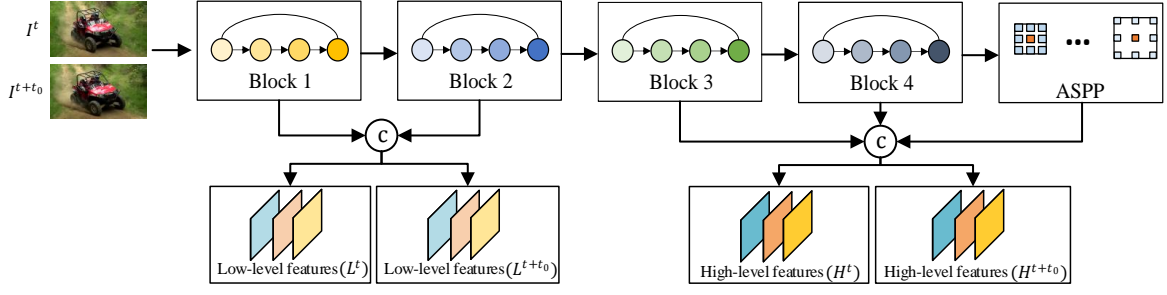 I^t
I^{t+t_0}
Block 1
Block 2
Block 3
Block 4
ASPP
C
C
Low-level features(L^t)
Low-level features(L^{t+t_0})
High-level features(H^t)
High-level features(H^{t+t_0})